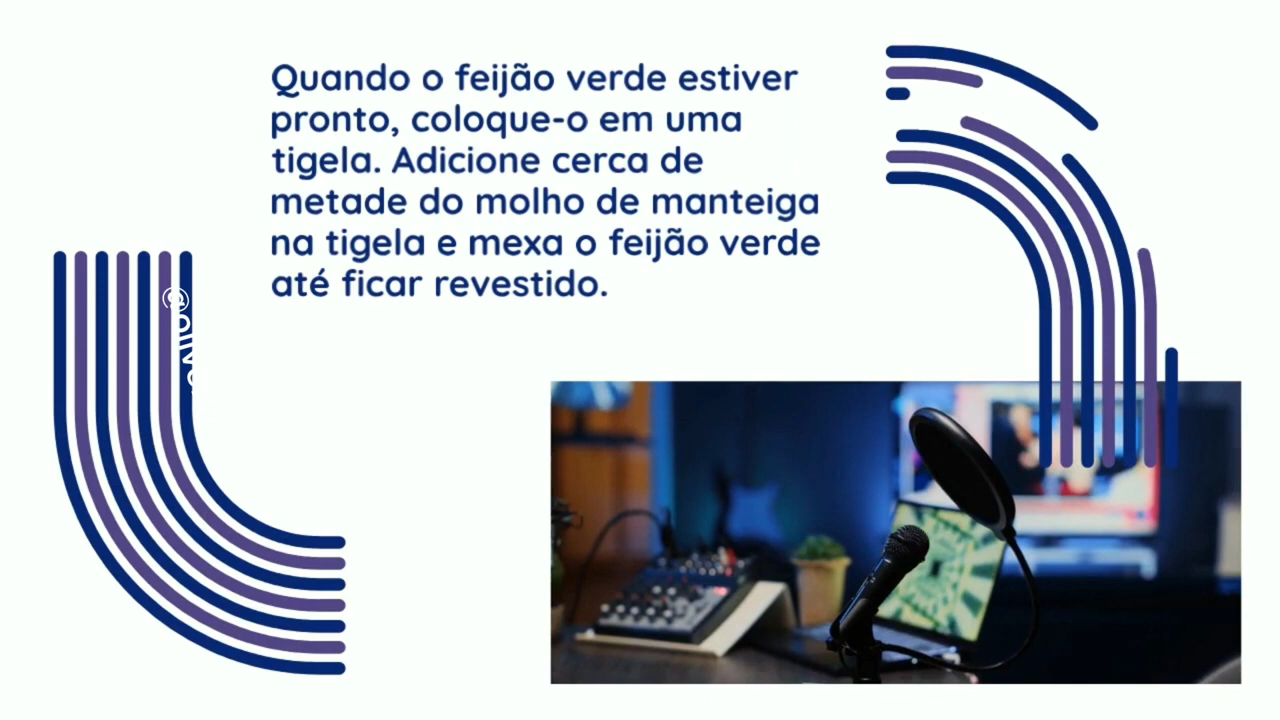 Quando o feijão verde estiver
pronto, coloque-o em uma
tigela. Adicione cerca de
metade do molho de manteiga
na tigela e mexa o feijão verde
até ficar revestido.